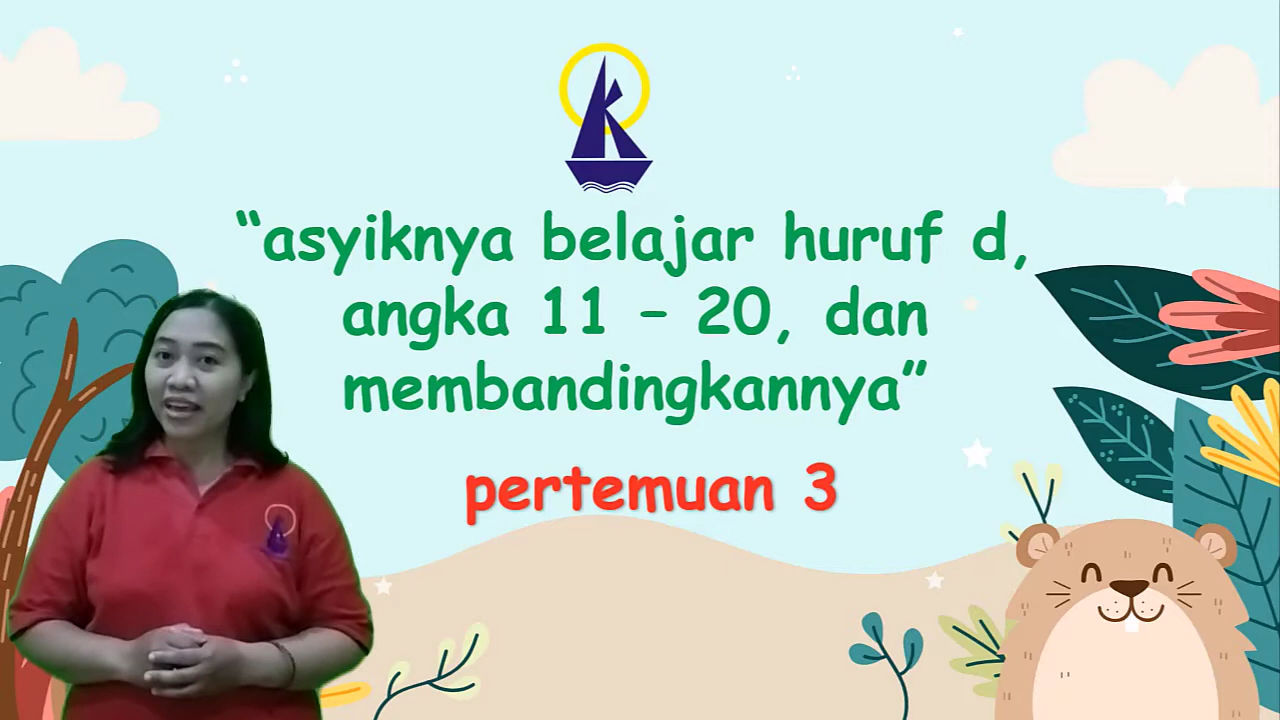 “asyiknya belajar huruf d,
angka 11 – 20, dan
membandingkannya”
pertemuan 3